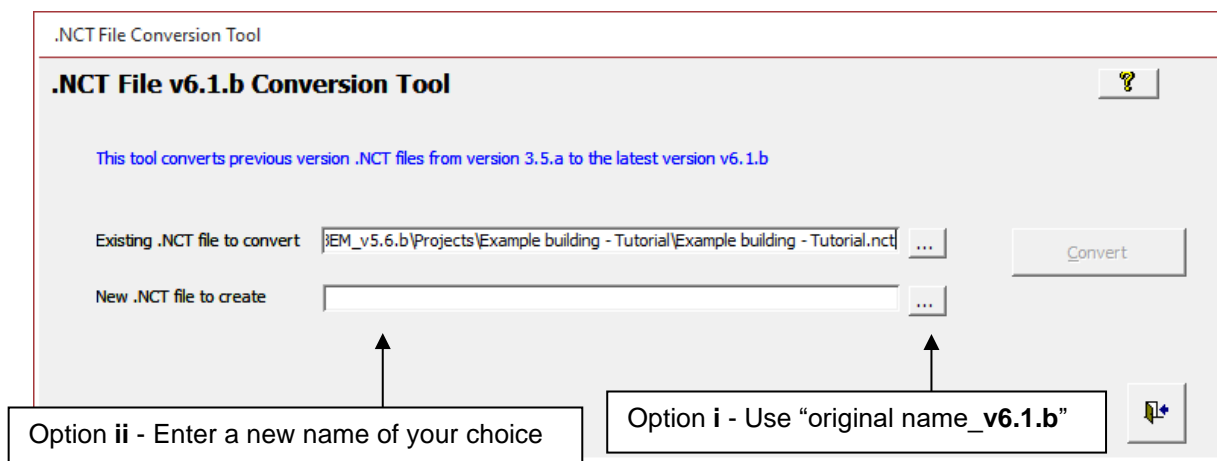 .NCT File Conversion Tool
.NCT File v6.1.b Conversion Tool
?
This tool converts previous version .NCT files from version 3.5.a to the latest version v6.1.b
Existing .NCT file to convert BEM_v5.6.b\Projects\Example building - Tutorial\Example building - Tutorial.nct ... Convert
New .NCT file to create ...
Option ii - Enter a new name of your choice
Option i - Use “original name_v6.1.b”